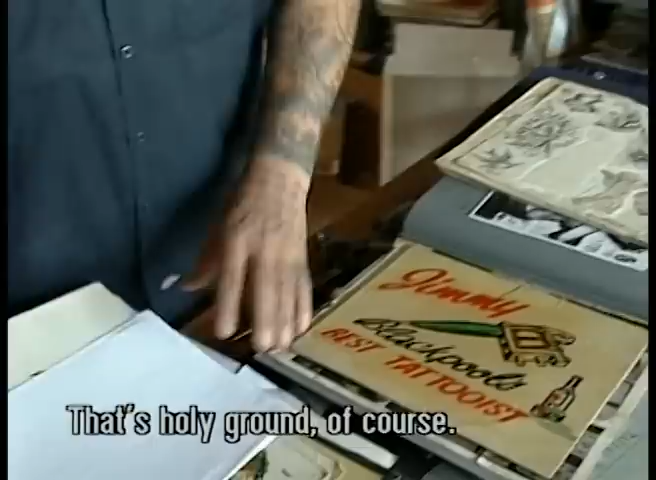 Jimmy
Blackpool's
BEST TATTOOIST
That's holy ground, of course.